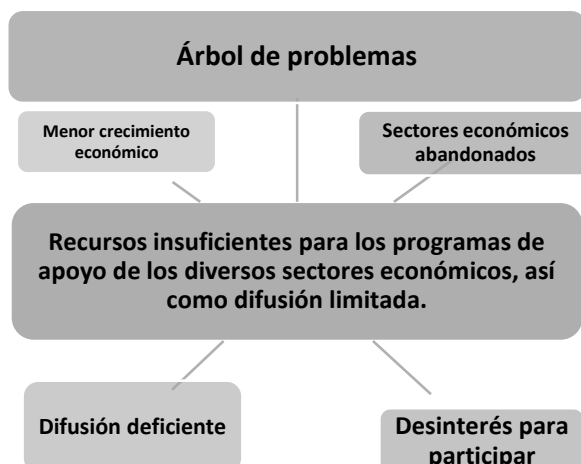 Árbol de problemas
Menor crecimiento
económico
Sectores económicos
abandonados
Recursos insuficientes para los programas de
apoyo de los diversos sectores económicos, así
como difusión limitada.
Difusión deficiente
Desinterés para
participar